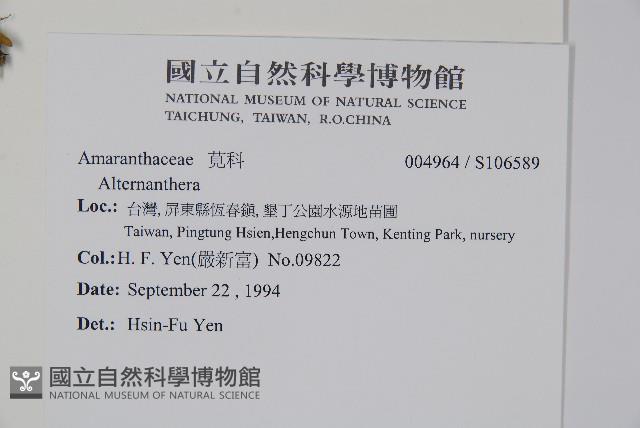 國立自然科學博物館
NATIONAL MUSEUM OF NATURAL SCIENCE
TAICHUNG, TAIWAN, R.O.CHINA
Amaranthaceae 莧科 004964 / S106589
Alternanthera
Loc.: 台灣, 屏東縣恆春鎮, 墾丁公園水源地苗圃
Taiwan, Pingtung Hsien,Hengchun Town, Kenting Park, nursery
Col.: H. F. Yen(嚴新富) No.09822
Date: September 22 , 1994
Det.: Hsin-Fu Yen
國立自然科學博物館
NATIONAL MUSEUM OF NATURAL SCIENCE